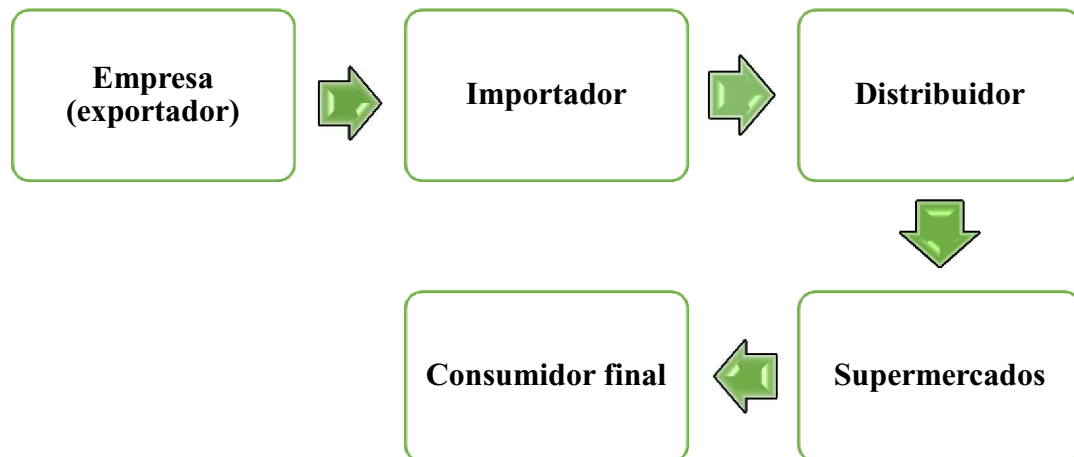 Empresa
(exportador)
Importador
Distribuidor
Supermercados
Consumidor final